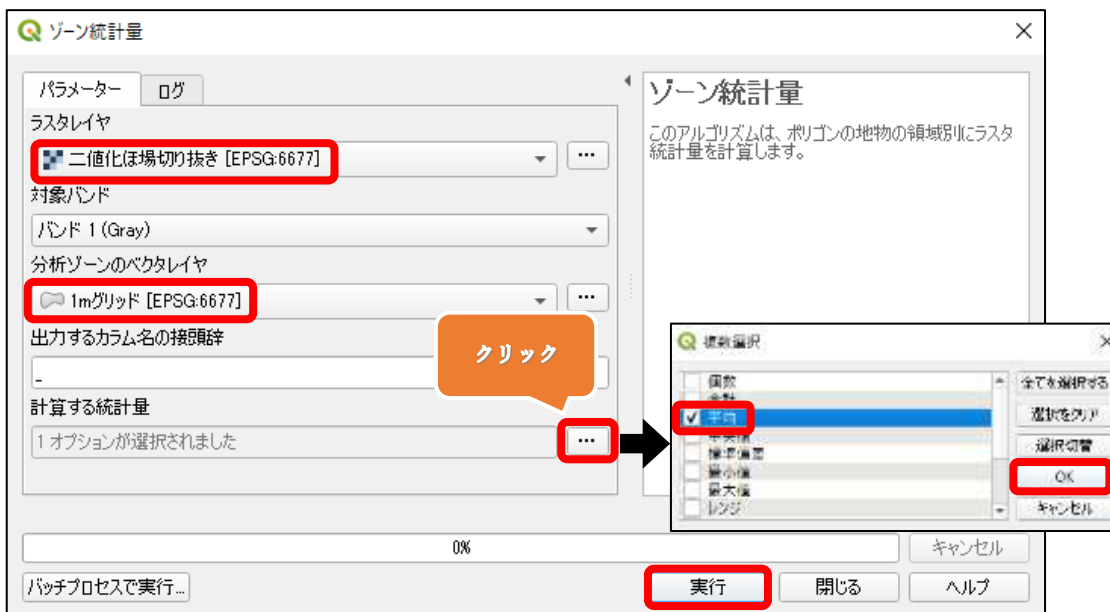 ゾーン統計量
パラメーター
ログ
ラスタレイヤ
二値化ほ場切り抜き [EPSG:6677]
...
対象バンド
バンド 1 (Gray)
分析ゾーンのベクタレイヤ
1mグリッド [EPSG:6677]
...
出力するカラム名の接頭辞
_
計算する統計量
1 オプションが選択されました
...
クリック
ゾーン統計量
このアルゴリズムは、ポリゴンの地物の領域別にラスタ
統計量を計算します。
複数選択
個数
合計
平均
中央値
標準偏差
最小値
最大値
レンジ
全てを選択する
選択をクリア
選択切替
OK
キャンセル
0%
キャンセル
バッチプロセスで実行...
実行
閉じる
ヘルプ